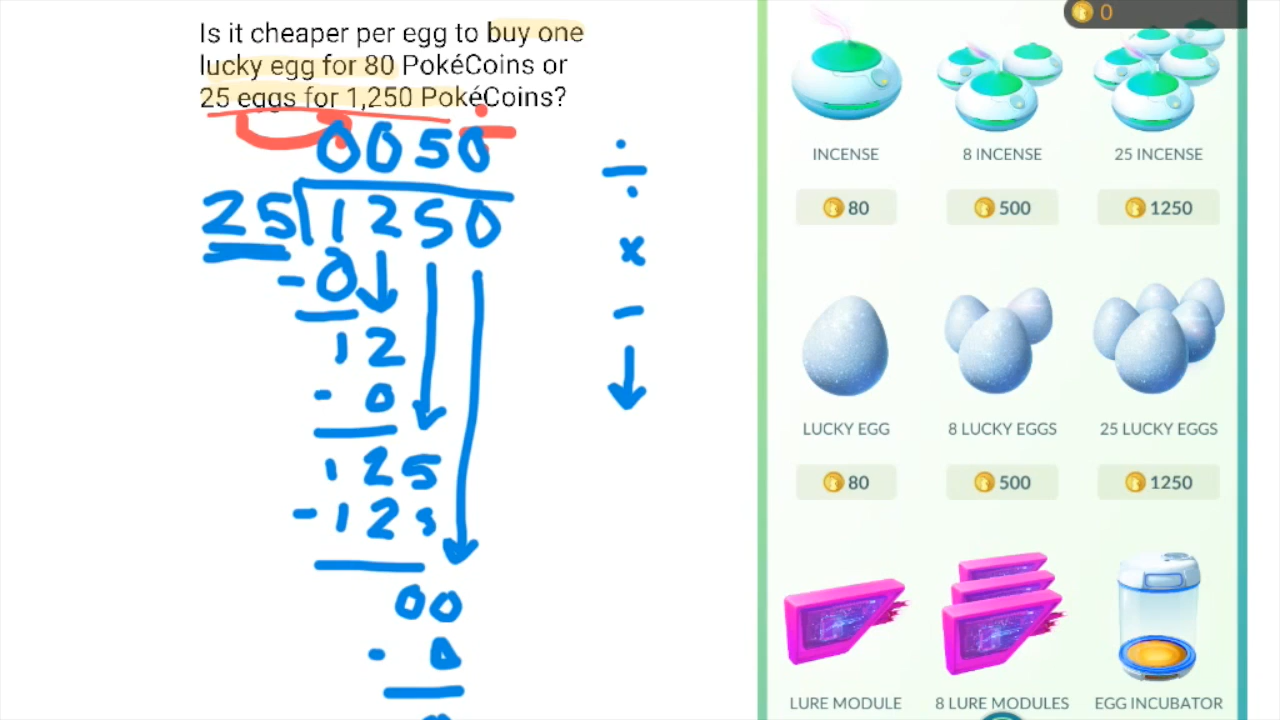 Is it cheaper per egg to buy one
lucky egg for 80 PokéCoins or
25 eggs for 1,250 PokéCoins?
÷
0050
÷
25 1250
x
-0
-
12
- 0
125
-125
00
- 0
0
0
INCENSE
8 INCENSE
25 INCENSE
80
500
1250
LUCKY EGG
8 LUCKY EGGS
25 LUCKY EGGS
80
500
1250
LURE MODULE
8 LURE MODULES
EGG INCUBATOR